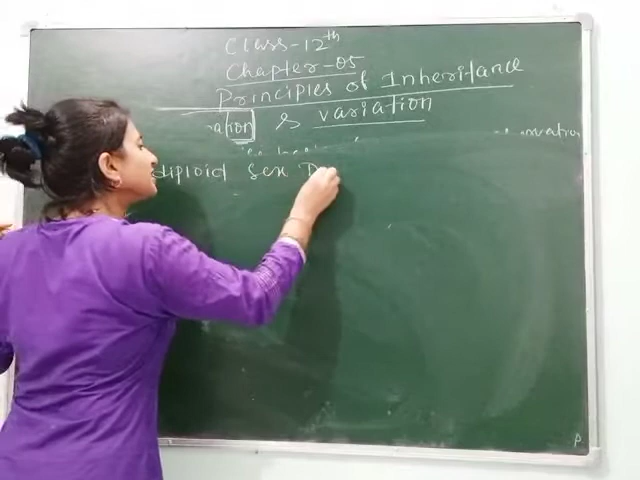 Class-12th
Chapter-05
Principles of Inheritance
& variation
diploid Sex D
P